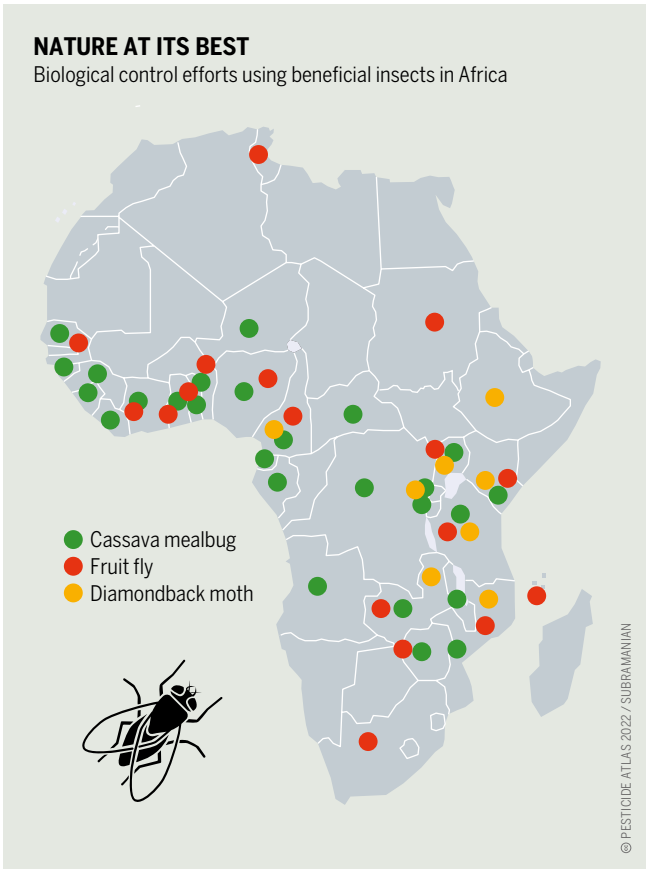 NATURE AT ITS BEST
Biological control efforts using beneficial insects in Africa
Cassava mealbug
Fruit fly
Diamondback moth
PESTICIDE ATLAS 2022 / SUBRAMANIAN